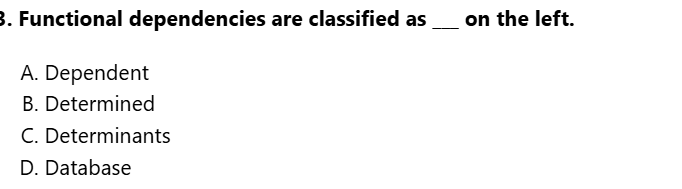 3. Functional dependencies are classified as ___ on the left.
A. Dependent
B. Determined
C. Determinants
D. Database